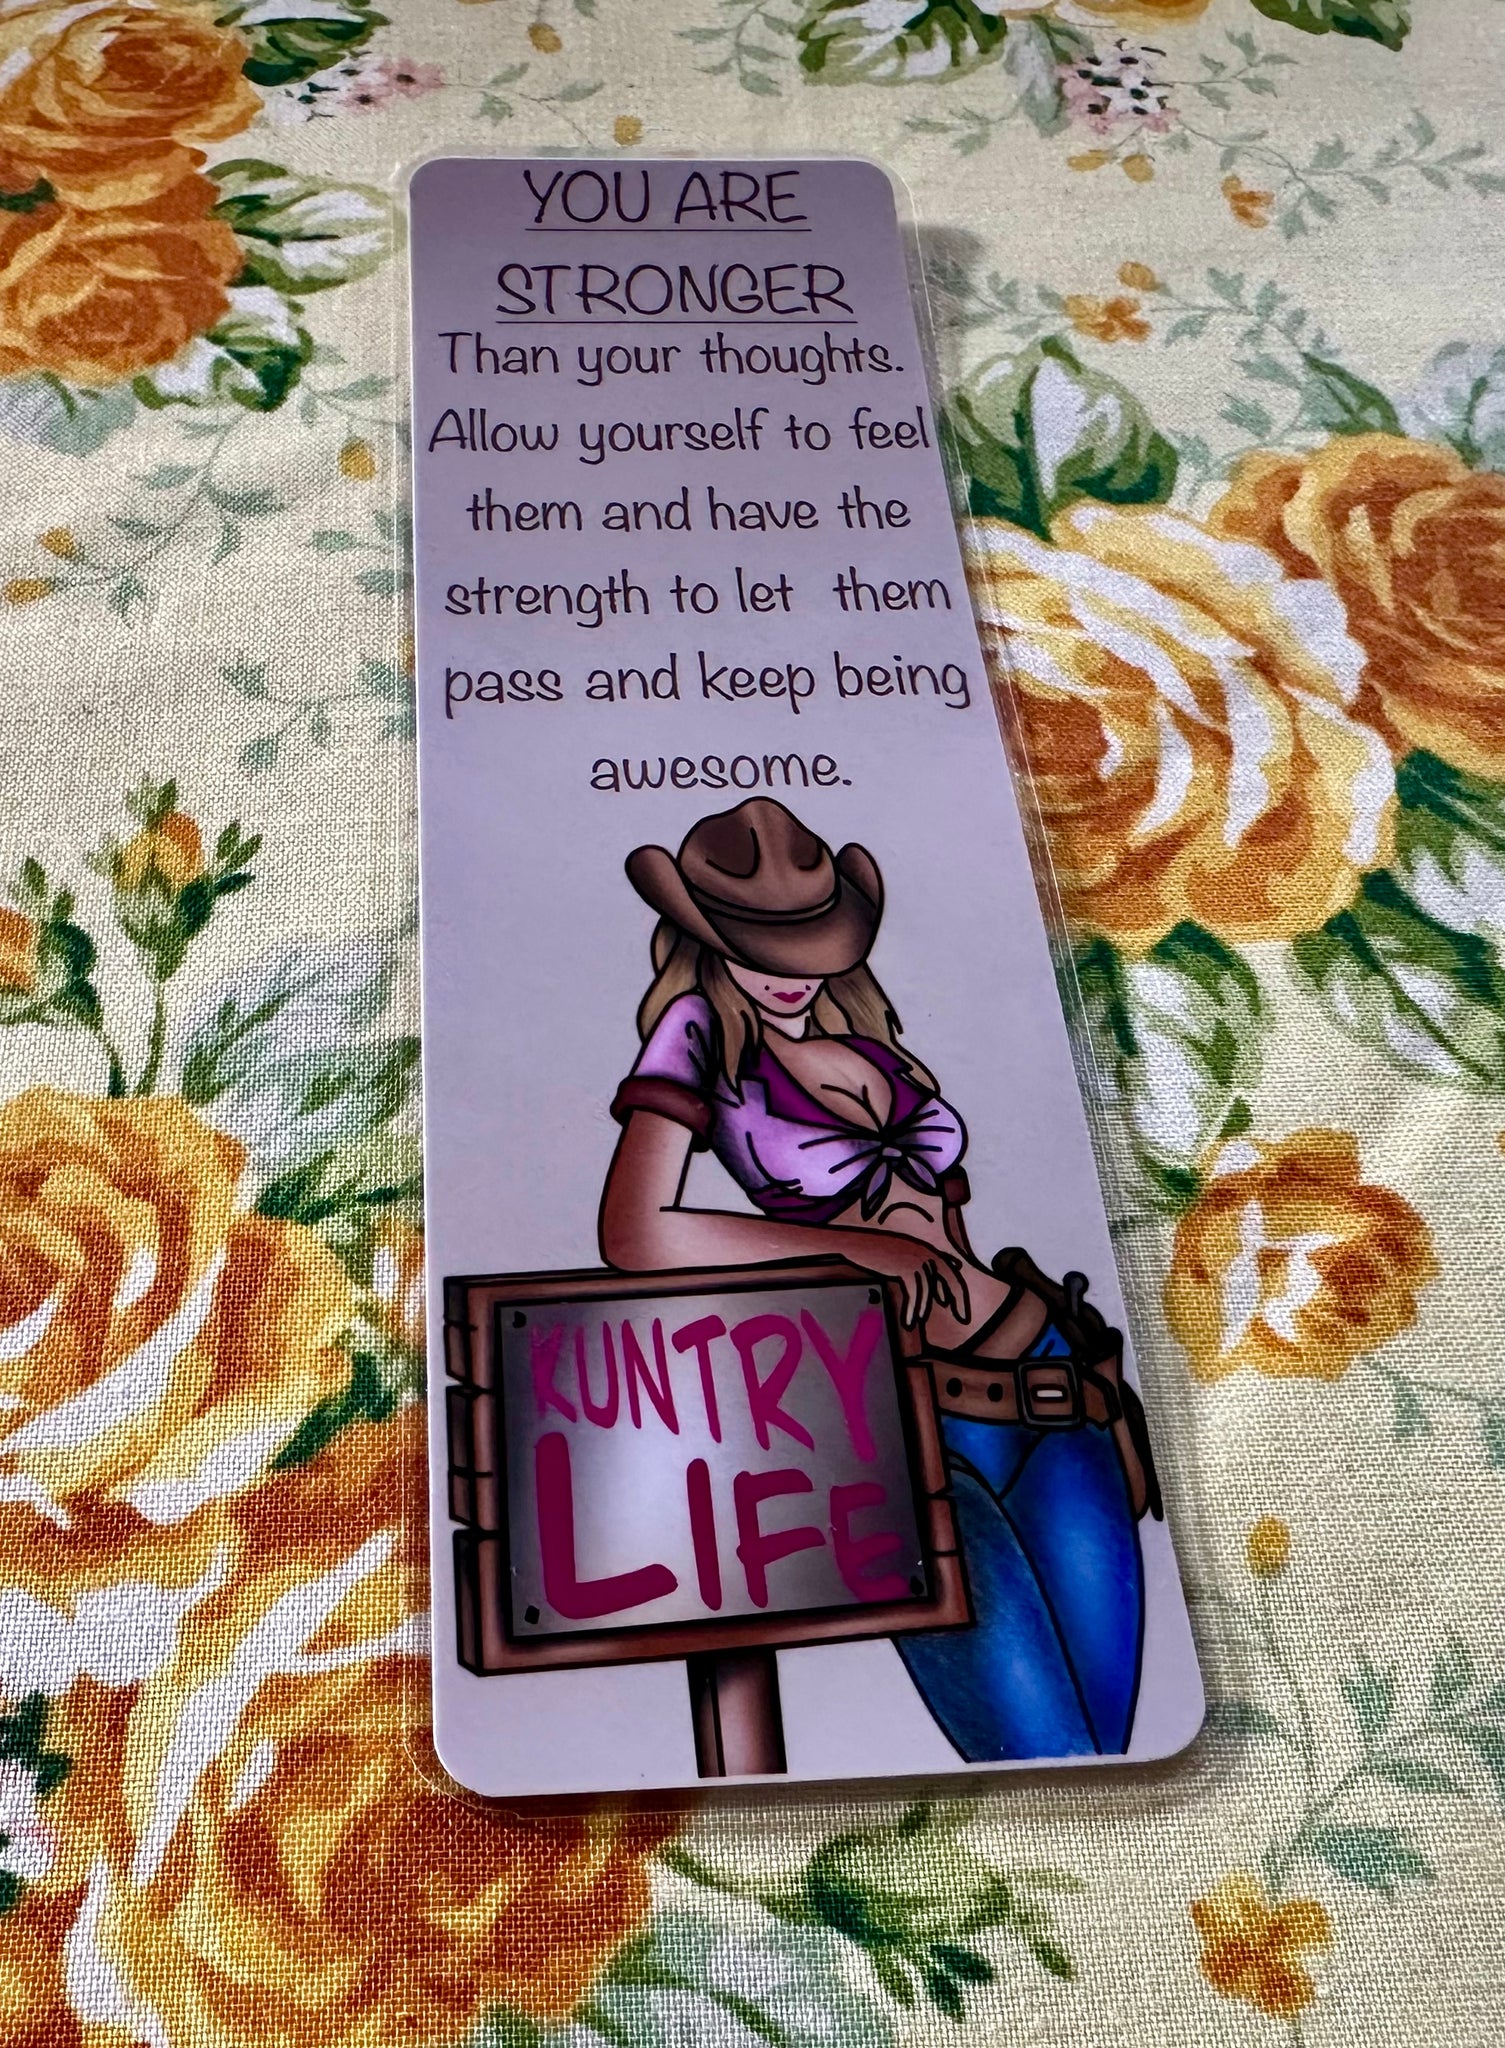 YOU ARE
STRONGER
Than your thoughts.
Allow yourself to feel
them and have the
strength to let them
pass and keep being
awesome.
KUNTRY
LIFE